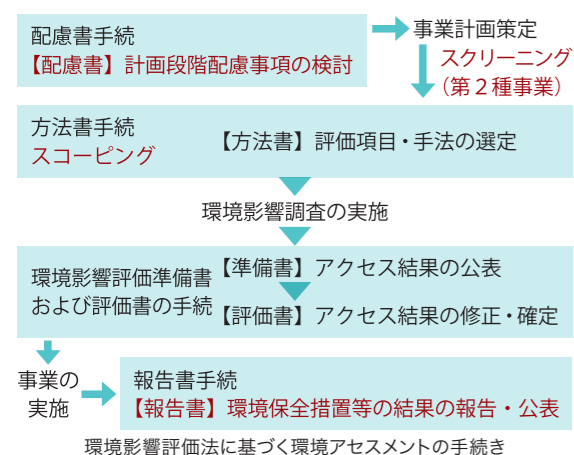 配慮書手続
【配慮書】計画段階配慮事項の検討
事業計画策定
スクリーニング
（第２種事業）
方法書手続
スコーピング
【方法書】評価項目・手法の選定
環境影響調査の実施
環境影響評価準備書
および評価書の手続
【準備書】アクセス結果の公表
【評価書】アクセス結果の修正・確定
事業の
実施
報告書手続
【報告書】環境保全措置等の結果の報告・公表
環境影響評価法に基づく環境アセスメントの手続き